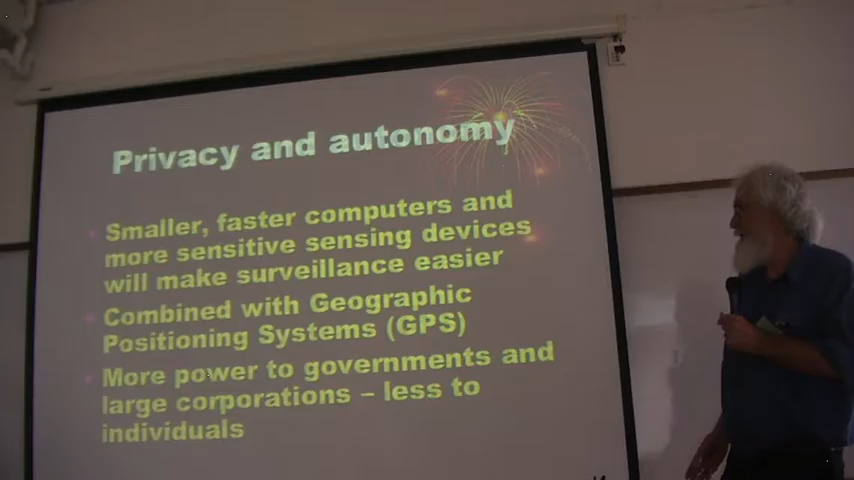 Privacy and autonomy
Smaller, faster computers and
more sensitive sensing devices
will make surveillance easier
Combined with Geographic
Positioning Systems (GPS)
More power to governments and
large corporations – less to
individuals